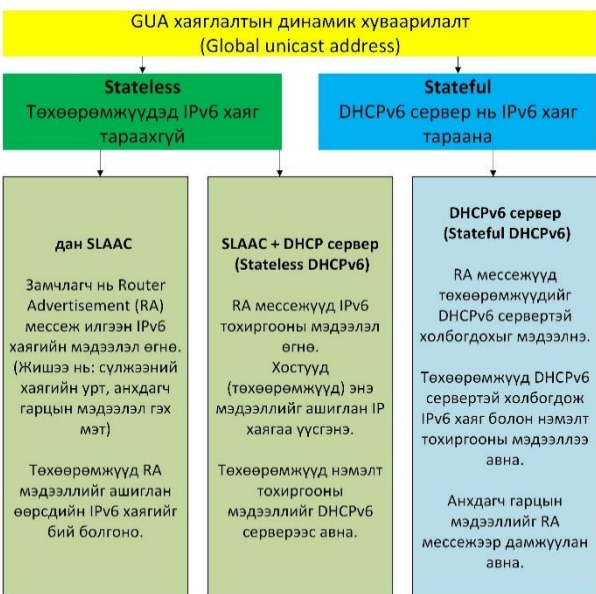 GUA хаяглалтын динамик хуваарилалт
(Global unicast address)
Stateless
Төхөөрөмжүүдэд IPv6 хаяг
тараахгүй
Stateful
DHCPv6 сервер нь IPv6 хаяг
тараана
дан SLAAC
Замчлагч нь Router
Advertisement (RA)
мессеж илгээн IPv6
хаягийн мэдээлэл өгнө.
(Жишээ нь: сүлжээний
хаягийн урт, анхдагч
гарцын мэдээлэл гэх
мэт)
Төхөөрөмжүүд RA
мэдээллийг ашиглан
өөрсдийн IPv6 хаягийг
бий болгоно.
SLAAC + DHCP сервер
(Stateless DHCPv6)
RA мессежүүд IPv6
тохиргооны мэдээлэл
өгнө.
Хостууд
(төхөөрөмжүүд) энэ
мэдээллийг ашиглан IP
хаягаа үүсгэнэ.
Төхөөрөмжүүд нэмэлт
тохиргооны
мэдээллийг DHCPv6
серверээс авна.
DHCPv6 сервер
(Stateful DHCPv6)
RA мессежүүд
төхөөрөмжүүдийг
DHCPv6 сервертэй
холбогдохыг мэдээлнэ.
Төхөөрөмжүүд DHCPv6
сервертэй холбогдож
IPv6 хаяг болон нэмэлт
тохиргооны мэдээллээ
авна.
Анхдагч гарцын
мэдээллийг RA
мессежээр дамжуулан
авна.